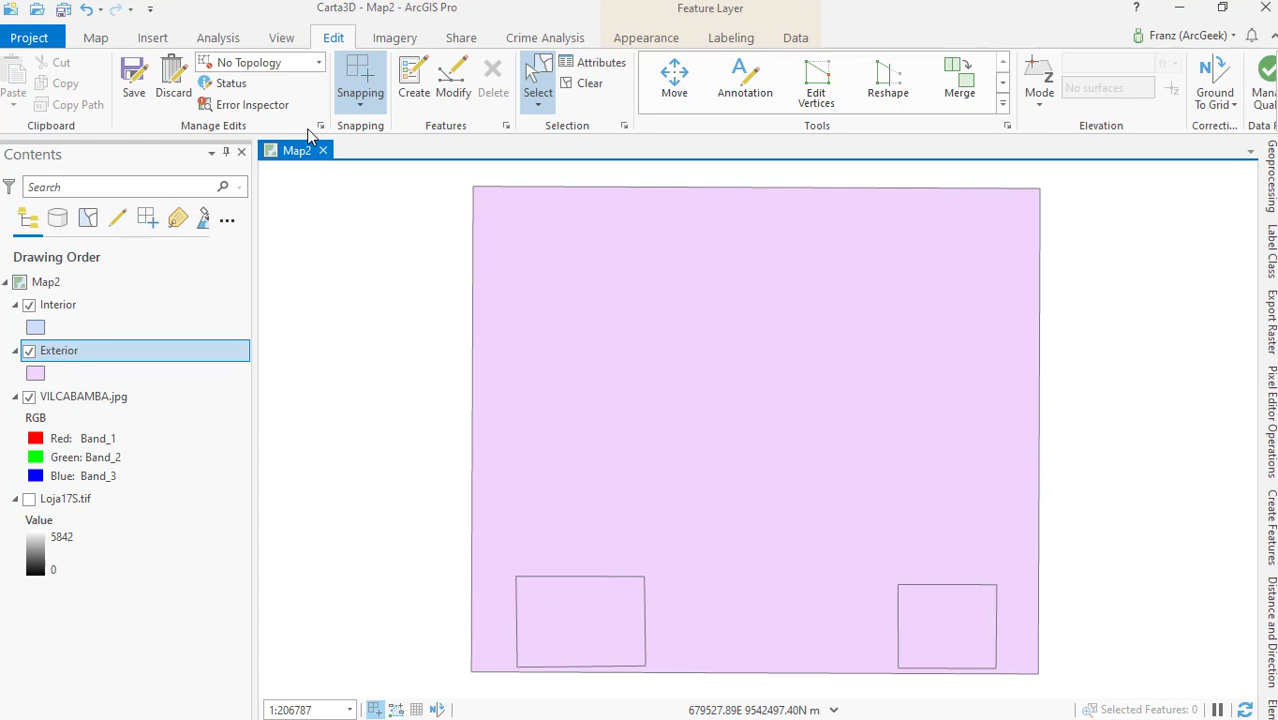 Carta3D - Map2 - ArcGIS Pro
Feature Layer
?
Project
Map
Insert
Analysis
View
Edit
Imagery
Share
Crime Analysis
Appearance
Labeling
Data
Franz (ArcGeek)
Paste
Cut
Copy
Copy Path
Clipboard
Save
Discard
No Topology
Status
Error Inspector
Manage Edits
Snapping
Snapping
Create
Modify
Delete
Features
Select
Attributes
Clear
Selection
Move
Annotation
Edit
Vertices
Reshape
Merge
Tools
Mode
ft
No surfaces
Elevation
Ground
To Grid
Correcti...
Contents
Search
Drawing Order
Map2
Interior
Exterior
VILCABAMBA.jpg
RGB
Red: Band_1
Green: Band_2
Blue: Band_3
Loja17S.tif
Value
5842
0
Map2
Geoprocessing
Label Class
Export Raster
Pixel Editor Operations
Create Features
Distance and Direction
1:206787
679527.89E 9542497.40N m
Selected Features: 0